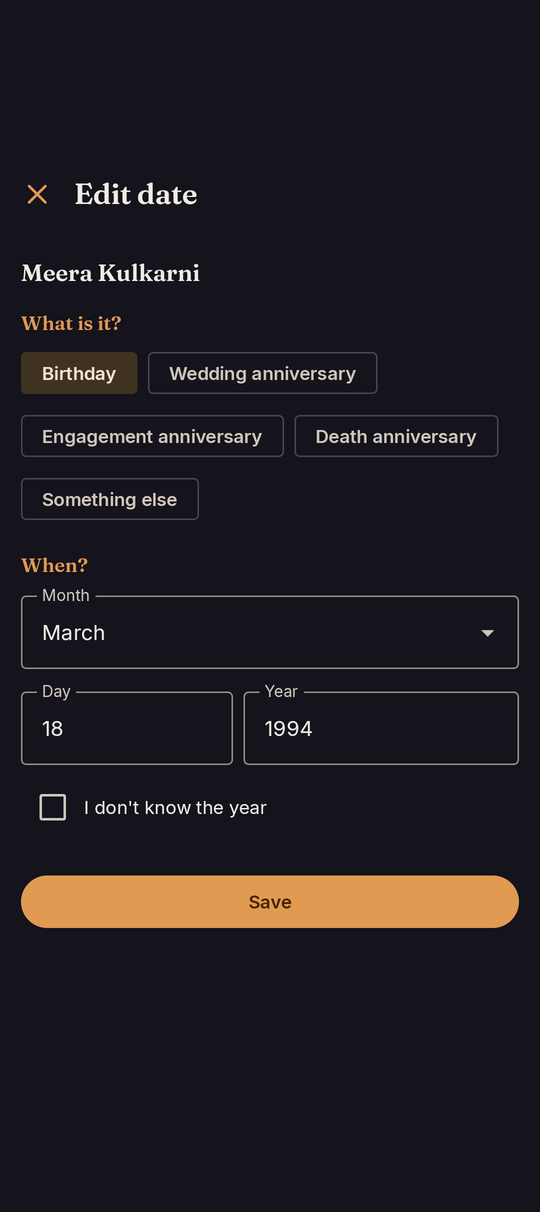 Edit date
Meera Kulkarni
What is it?
Birthday
Wedding anniversary
Engagement anniversary
Death anniversary
Something else
When?
Month
March
Day
18
Year
1994
I don't know the year
Save